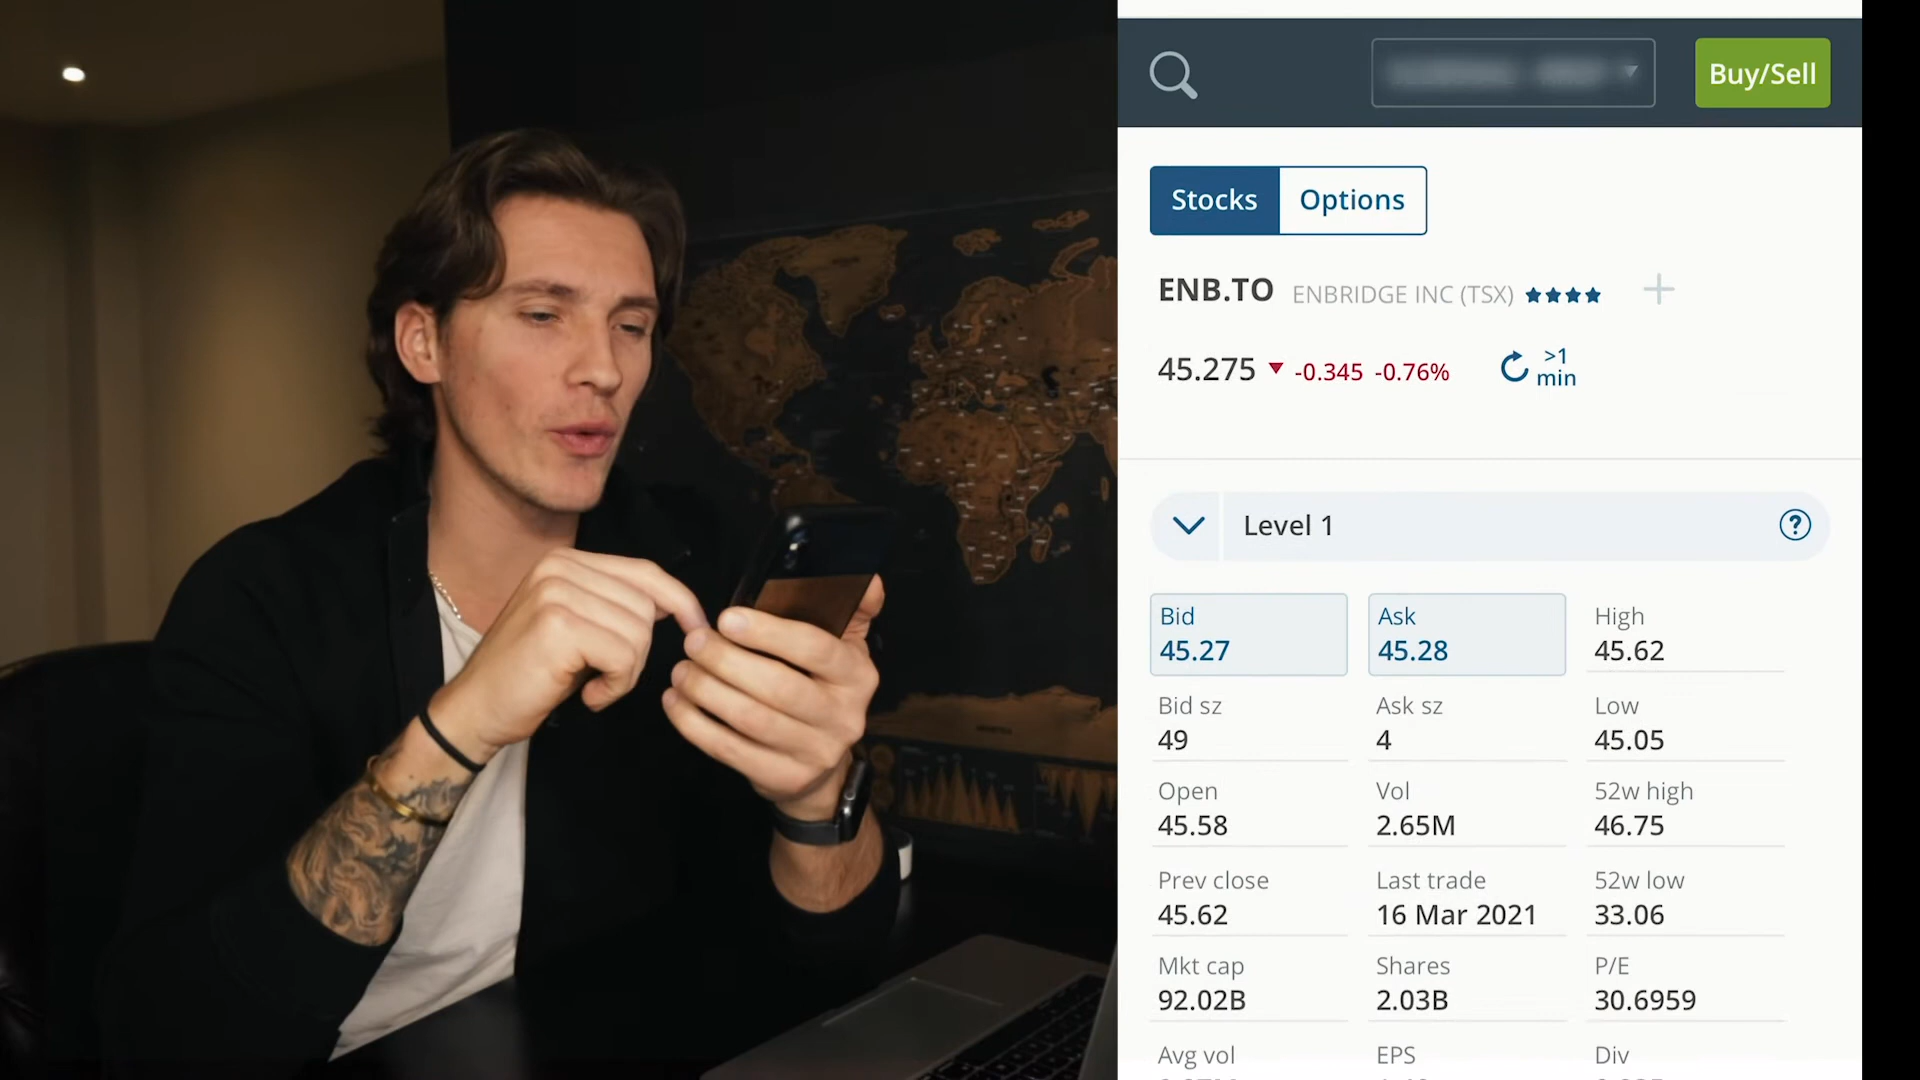 Buy/Sell
Stocks Options
ENB.TO ENBRIDGE INC (TSX)
45.275 -0.345 -0.76% >1 min
Level 1
Bid Ask High
45.27 45.28 45.62
Bid sz Ask sz Low
49 4 45.05
Open Vol 52w high
45.58 2.65M 46.75
Prev close Last trade 52w low
45.62 16 Mar 2021 33.06
Mkt cap Shares P/E
92.02B 2.03B 30.6959
Avg vol EPS Div